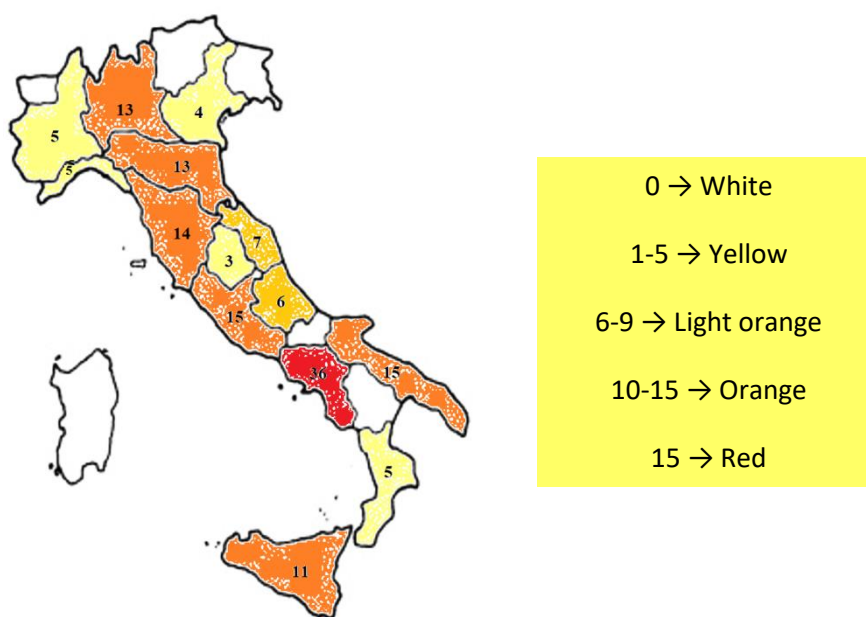 13
4
5
5
13
14
7
3
6
15
36
15
5
11
0 → White
1-5 → Yellow
6-9 → Light orange
10-15 → Orange
15 → Red